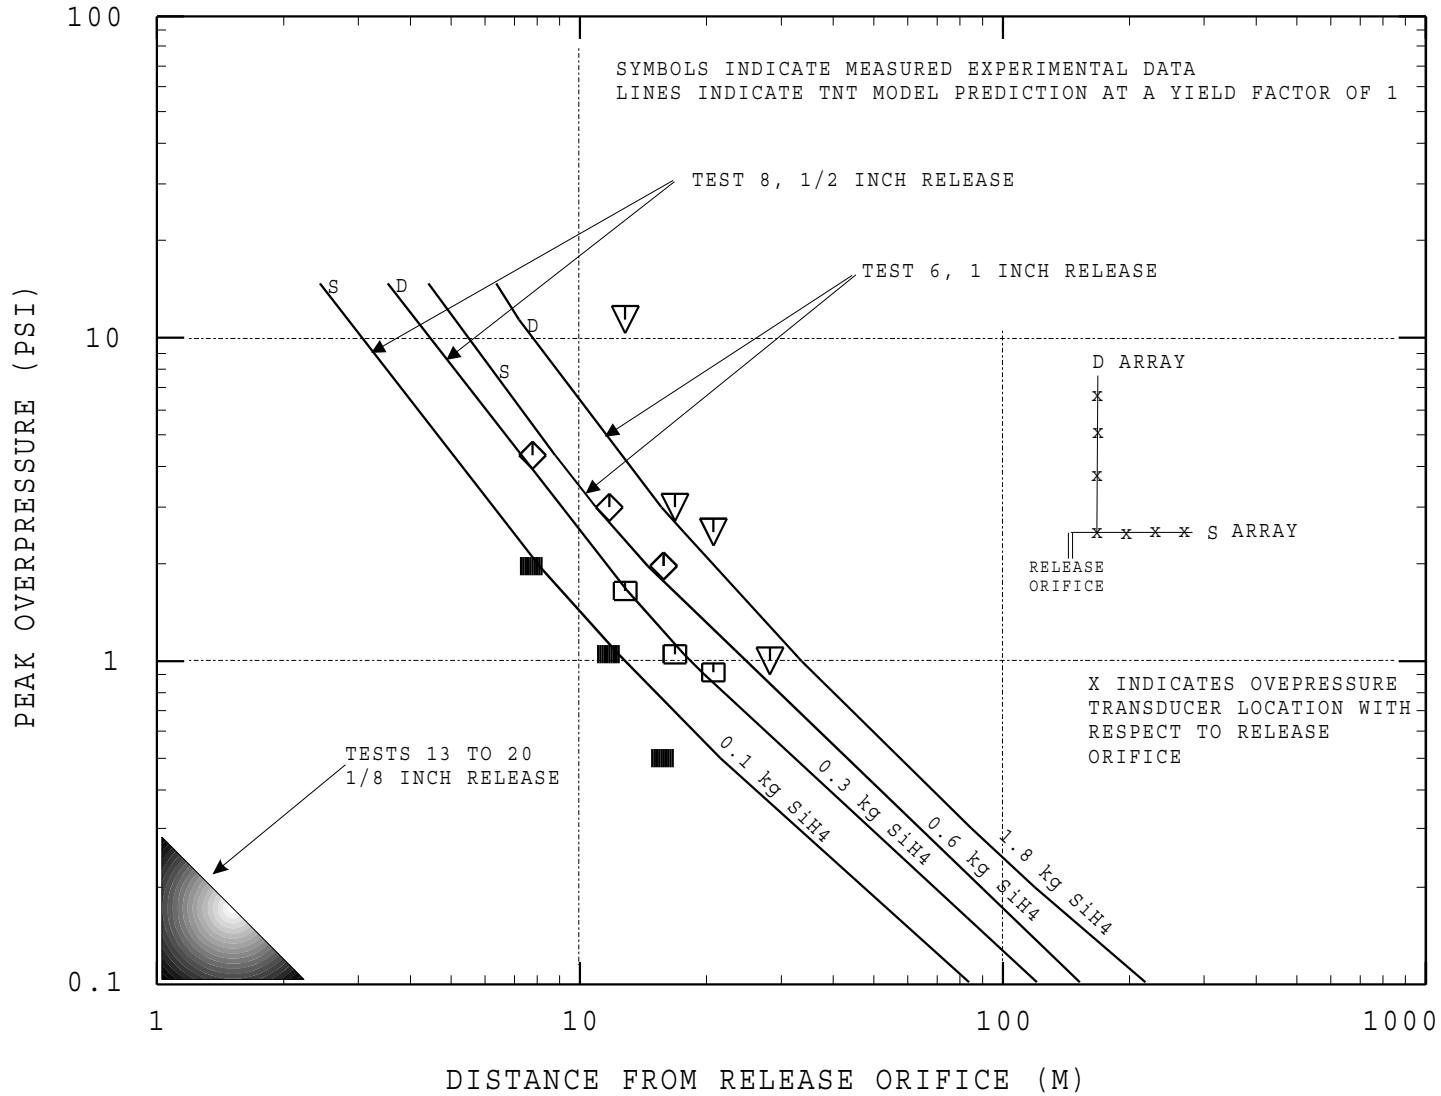 100
SYMBOLS INDICATE MEASURED EXPERIMENTAL DATA
LINES INDICATE TNT MODEL PREDICTION AT A YIELD FACTOR OF 1
TEST 8, 1/2 INCH RELEASE
TEST 6, 1 INCH RELEASE
S
D
D
S
10
D ARRAY
x
x
x
x x x x S ARRAY
RELEASE
ORIFICE
PEAK OVERPRESSURE (PSI)
1
X INDICATES OVEPRESSURE
TRANSDUCER LOCATION WITH
RESPECT TO RELEASE
ORIFICE
TESTS 13 TO 20
1/8 INCH RELEASE
0.1 kg SiH4
0.3 kg SiH4
0.6 kg SiH4
1.8 kg SiH4
0.1
1
10
100
1000
DISTANCE FROM RELEASE ORIFICE (M)